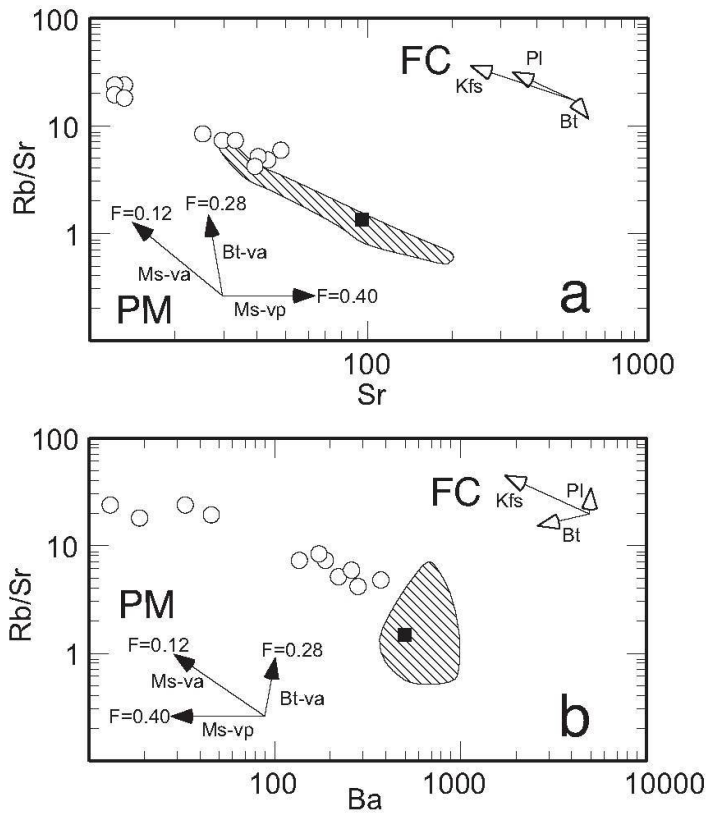 100
FC
Pl
Kfs
Bt
10
Rb/Sr
F=0.28
F=0.12
1
Bt-va
Ms-va
F=0.40
Ms-vp
PM
a
100
1000
Sr
100
FC
Pl
Kfs
Bt
10
Rb/Sr
PM
F=0.12
F=0.28
1
Ms-va
Bt-va
F=0.40
Ms-vp
b
100
1000
10000
Ba